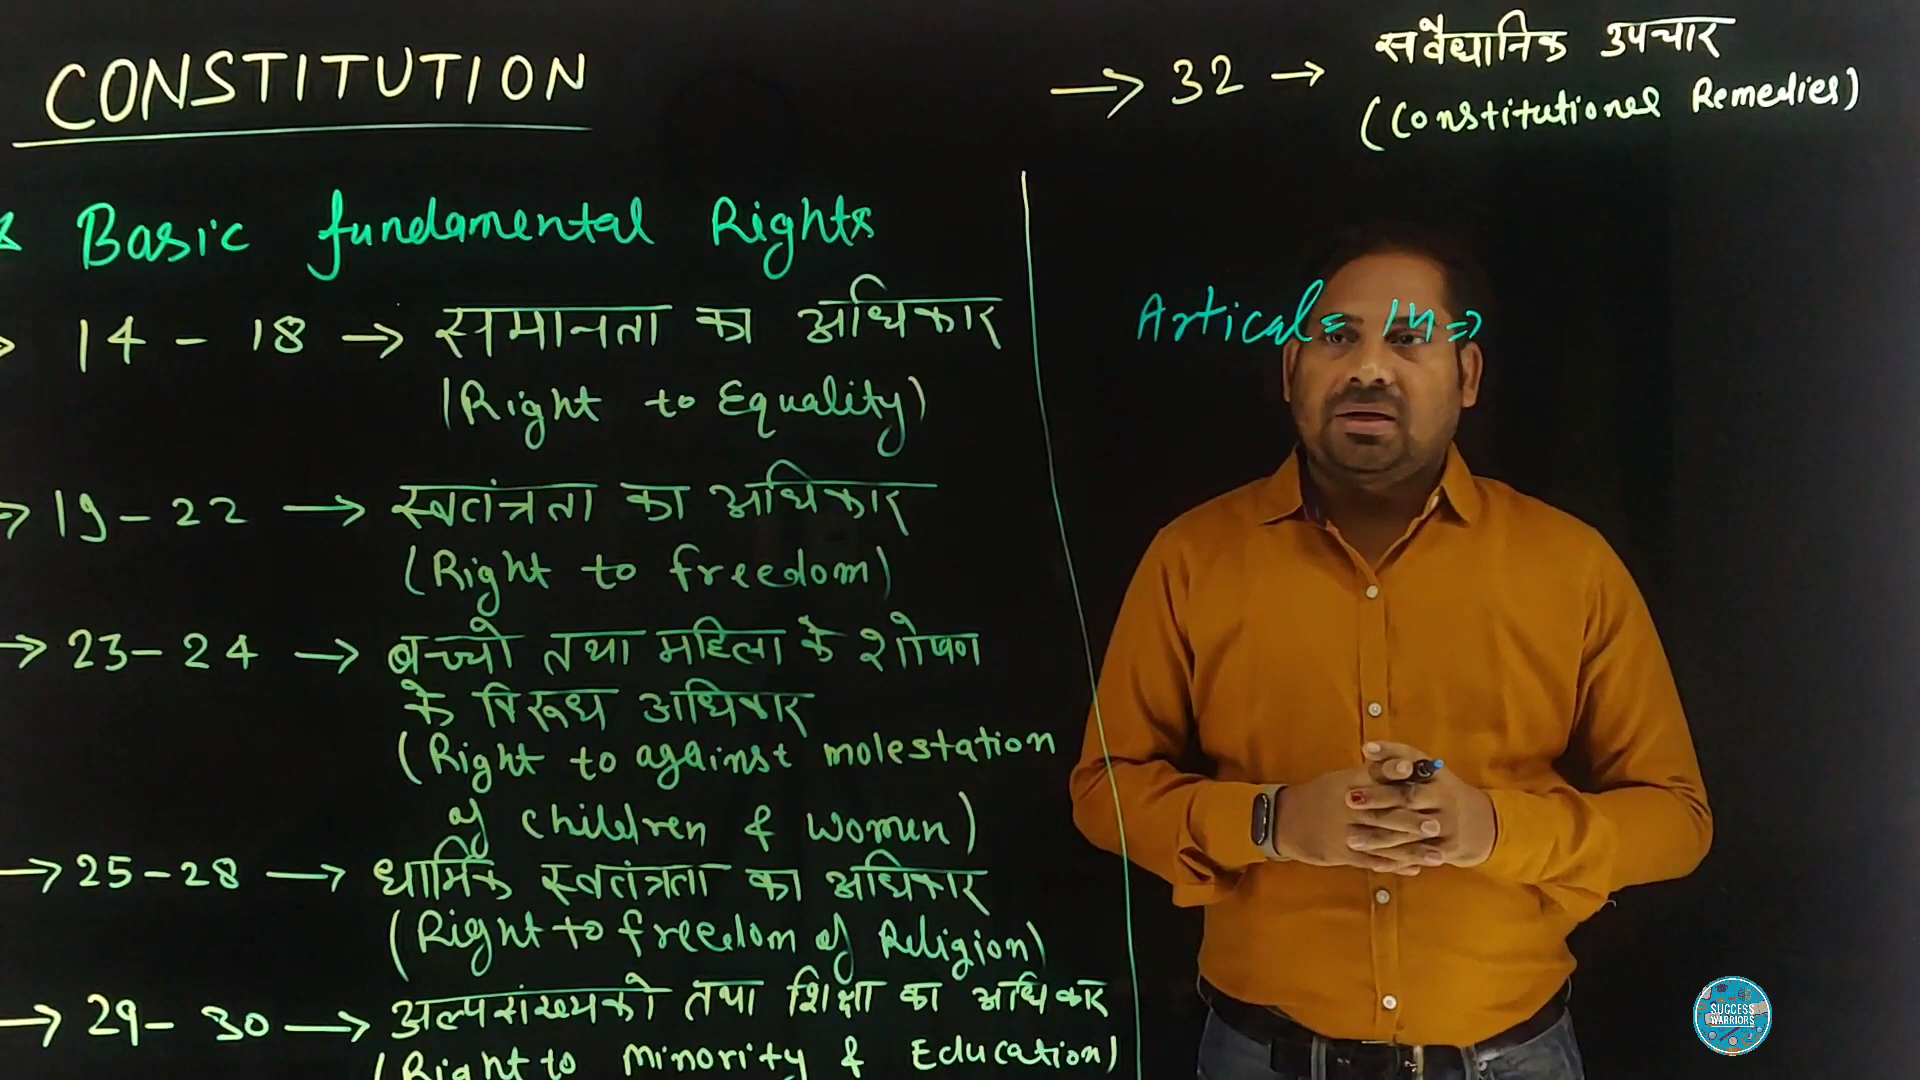 CONSTITUTION
Basic fundamental Rights
14 - 18 → समानता का अधिकार
(Right to Equality)
19 - 22 → स्वतंत्रता का अधिकार
(Right to freedom)
→ 23 - 24 → बच्चो तथा महिला के शोषण
के विरूध अधिकार
(Right to against molestation
of children & women)
→ 25 - 28 → धार्मिक स्वतंत्रता का अधिकार
(Right to freedom of Religion)
→ 29 - 30 → अल्पसंख्यको तथा शिक्षा का अधिकार
(Right to minority & Education)
→ 32 → सवैधानिक उपचार
(Constitutional Remedies)
Artical = 14 ⇒
SUCCESS
WARRIORS